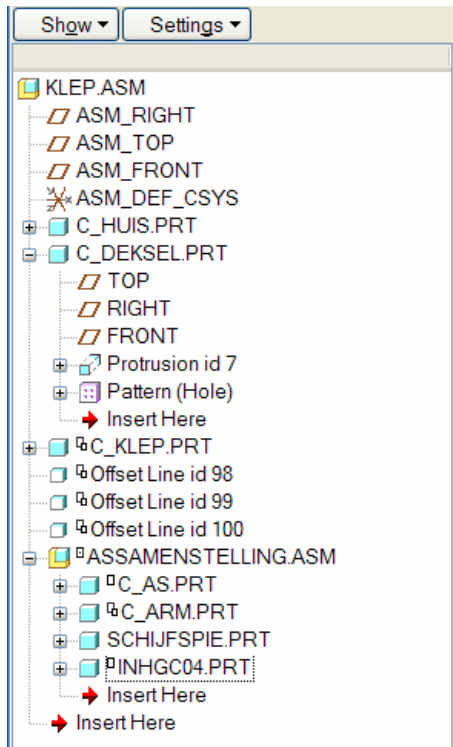 Show Settings
KLEP.ASM
ASM_RIGHT
ASM_TOP
ASM_FRONT
ASM_DEF_CSYS
C_HUIS.PRT
C_DEKSEL.PRT
TOP
RIGHT
FRONT
Protrusion id 7
Pattern (Hole)
Insert Here
C_KLEP.PRT
Offset Line id 98
Offset Line id 99
Offset Line id 100
ASSAMENSTELLING.ASM
C_AS.PRT
C_ARM.PRT
SCHIJFSPIE.PRT
INHGC04.PRT
Insert Here
Insert Here